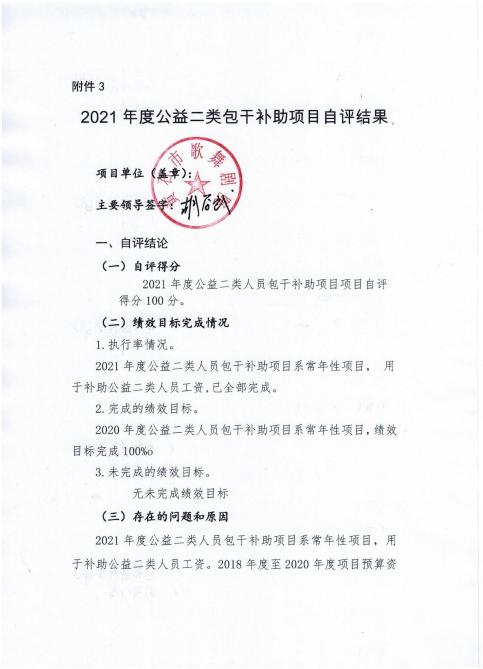 附件 3
2021 年度公益二类包干补助项目自评结果
项目单位（盖章）：
市歌舞剧
主要领导签字：
一、自评结论
（一）自评得分
2021 年度公益二类人员包干补助项目项目自评
得分 100 分。
（二）绩效目标完成情况
1.执行率情况。
2021 年度公益二类人员包干补助项目系常年性项目， 用
于补助公益二类人员工资,已全部完成。
2.完成的绩效目标。
2020 年度公益二类人员包干补助项目系常年性项目,绩效
目标完成 100%o
3.未完成的绩效目标。
无未完成绩效目标
（三）存在的问题和原因
2021 年度公益二类人员包干补助项目系常年性项目，用
于补助公益二类人员工资。2018 年度至 2020 年度项目预算资